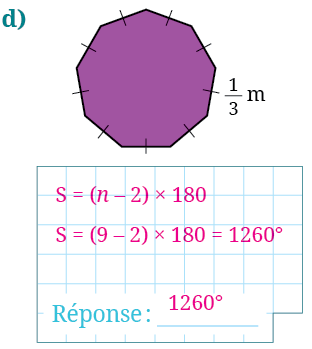 d)
1/3 m
S = (n – 2) × 180
S = (9 – 2) × 180 = 1260°
Réponse : 1260°